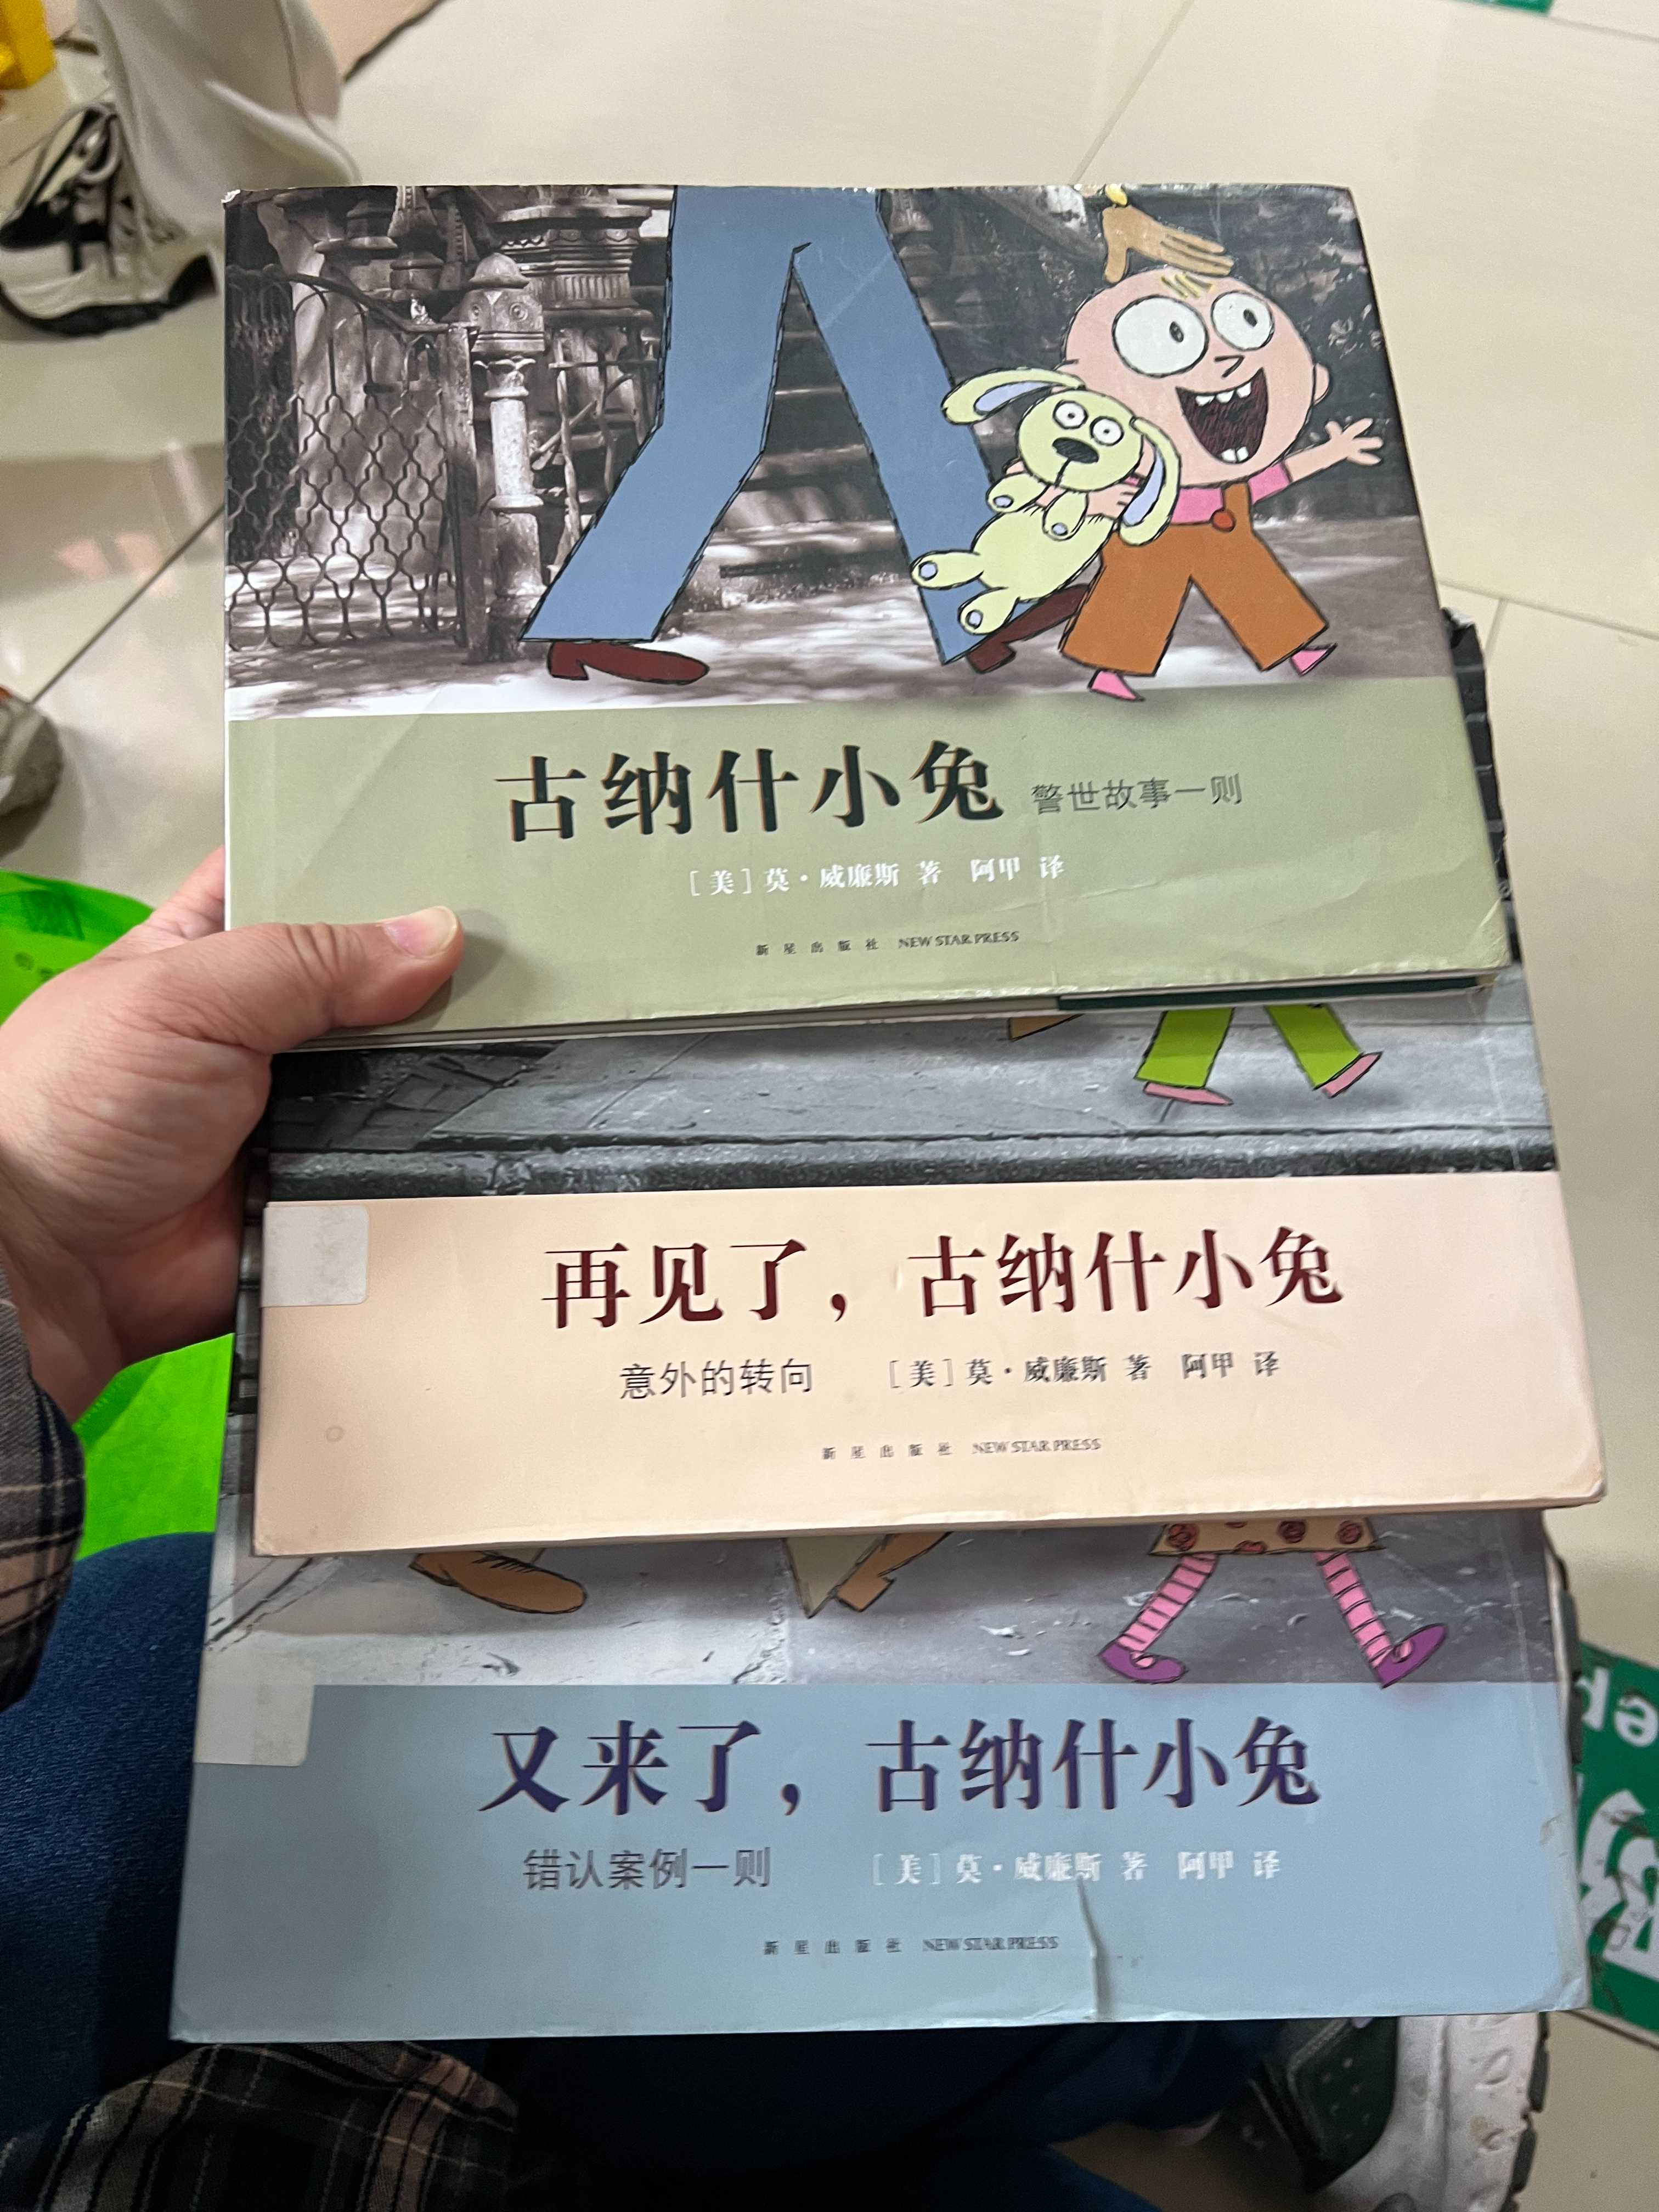 古纳什小兔 警世故事一则
[美]莫·威廉斯 著 阿甲 译
新星出版社 NEW STAR PRESS
再见了，古纳什小兔
意外的转向 [美]莫·威廉斯 著 阿甲 译
新星出版社 NEW STAR PRESS
又来了，古纳什小兔
错认案例一则 [美]莫·威廉斯 著 阿甲 译
新星出版社 NEW STAR PRESS